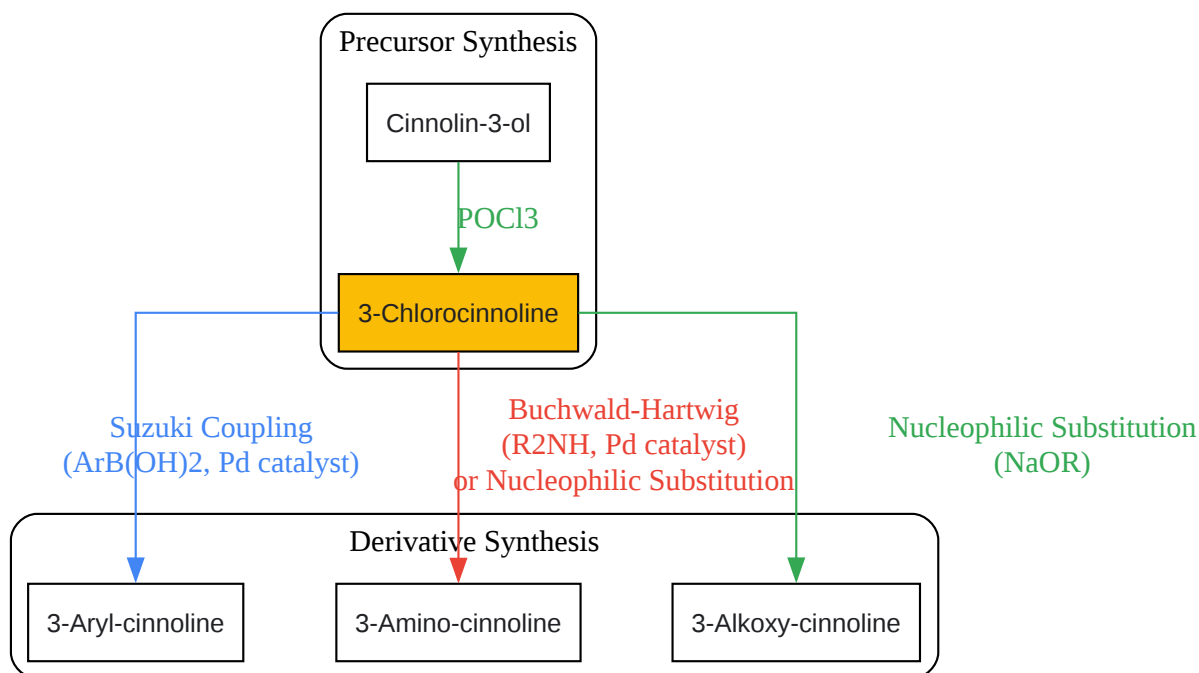 Precursor Synthesis
Cinnolin-3-ol
POCl3
3-Chlorocinnoline
Suzuki Coupling
(ArB(OH)2, Pd catalyst)
Buchwald-Hartwig
(R2NH, Pd catalyst)
or Nucleophilic Substitution
Nucleophilic Substitution
(NaOR)
Derivative Synthesis
3-Aryl-cinnoline
3-Amino-cinnoline
3-Alkoxy-cinnoline